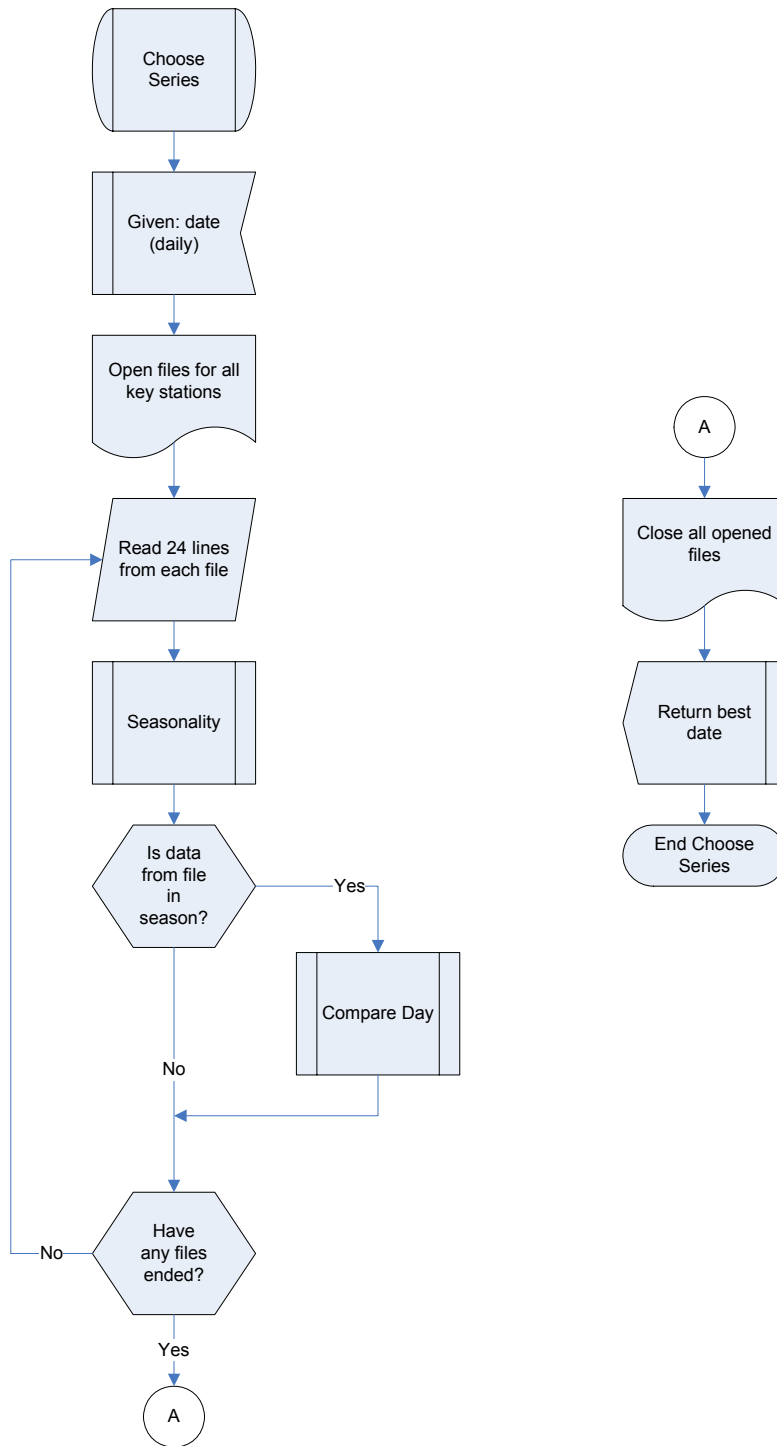 Choose
Series
Given: date
(daily)
Open files for all
key stations
Read 24 lines
from each file
Seasonality
Is data
from file
in
season?
Yes
Compare Day
No
Have
any files
ended?
No
Yes
A
A
Close all opened
files
Return best
date
End Choose
Series